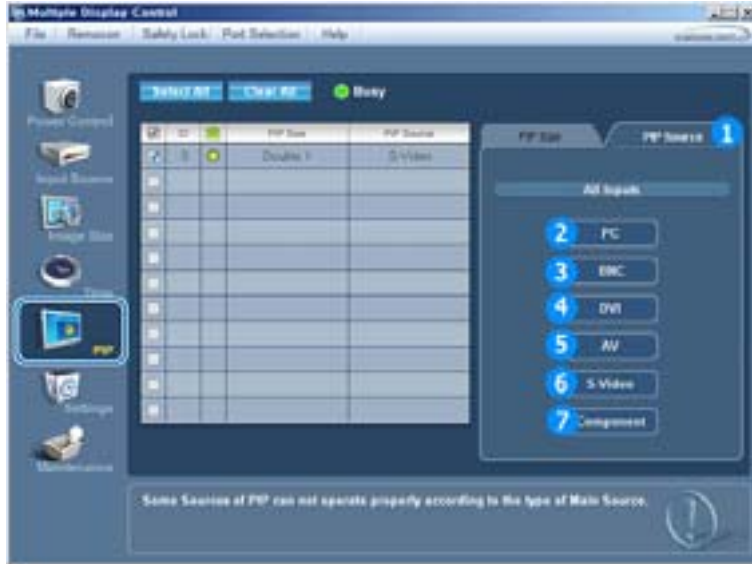 Multiple Display Control
File Remocon Safety Lock Port Selection Help
Select All Clear All Busy
ID PIP Size PIP Source
0 Double 1 S-Video
PIP Size PIP Source 1
All Inputs
2 PC
3 BNC
4 DVI
5 AV
6 S-Video
7 Component
Power Control
Input Source
Image Size
Time
PIP
Settings
Maintenance
Some Sources of PIP can not operate properly according to the type of Main Source.